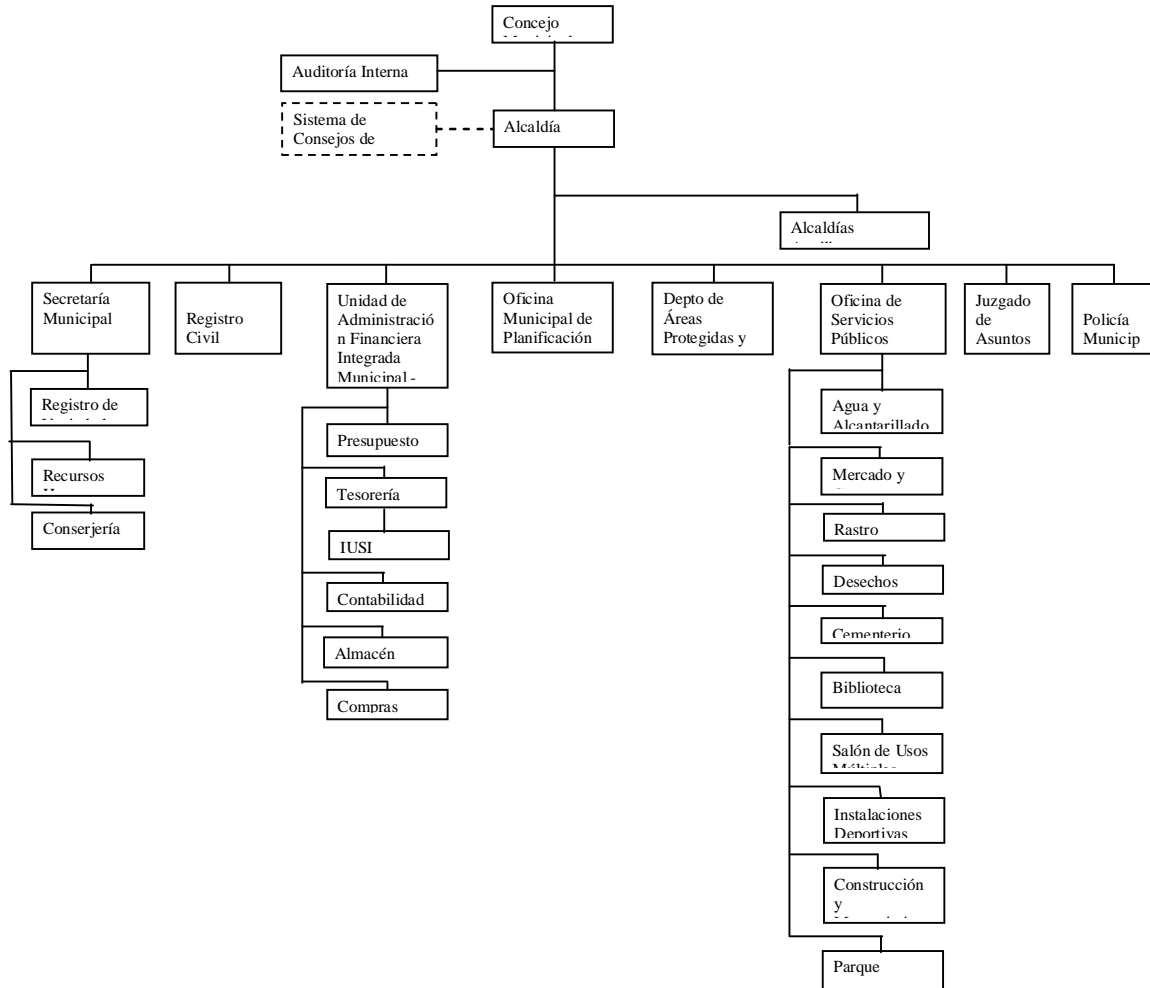 Concejo
Auditoría Interna
Sistema de
Consejos de
Alcaldía
Alcaldías
Secretaría
Municipal
Registro
Civil
Unidad de
Administració
n Financiera
Integrada
Municipal -
Oficina
Municipal de
Planificación
Depto de
Áreas
Protegidas y
Oficina de
Servicios
Públicos
Juzgado
de
Asuntos
Policía
Municip
Registro de
Recursos
Conserjería
Presupuesto
Tesorería
IUSI
Contabilidad
Almacén
Compras
Agua y
Alcantarillado
Mercado y
Rastro
Desechos
Cementerio
Biblioteca
Salón de Usos
Múltiples
Instalaciones
Deportivas
Construcción
y
Parque